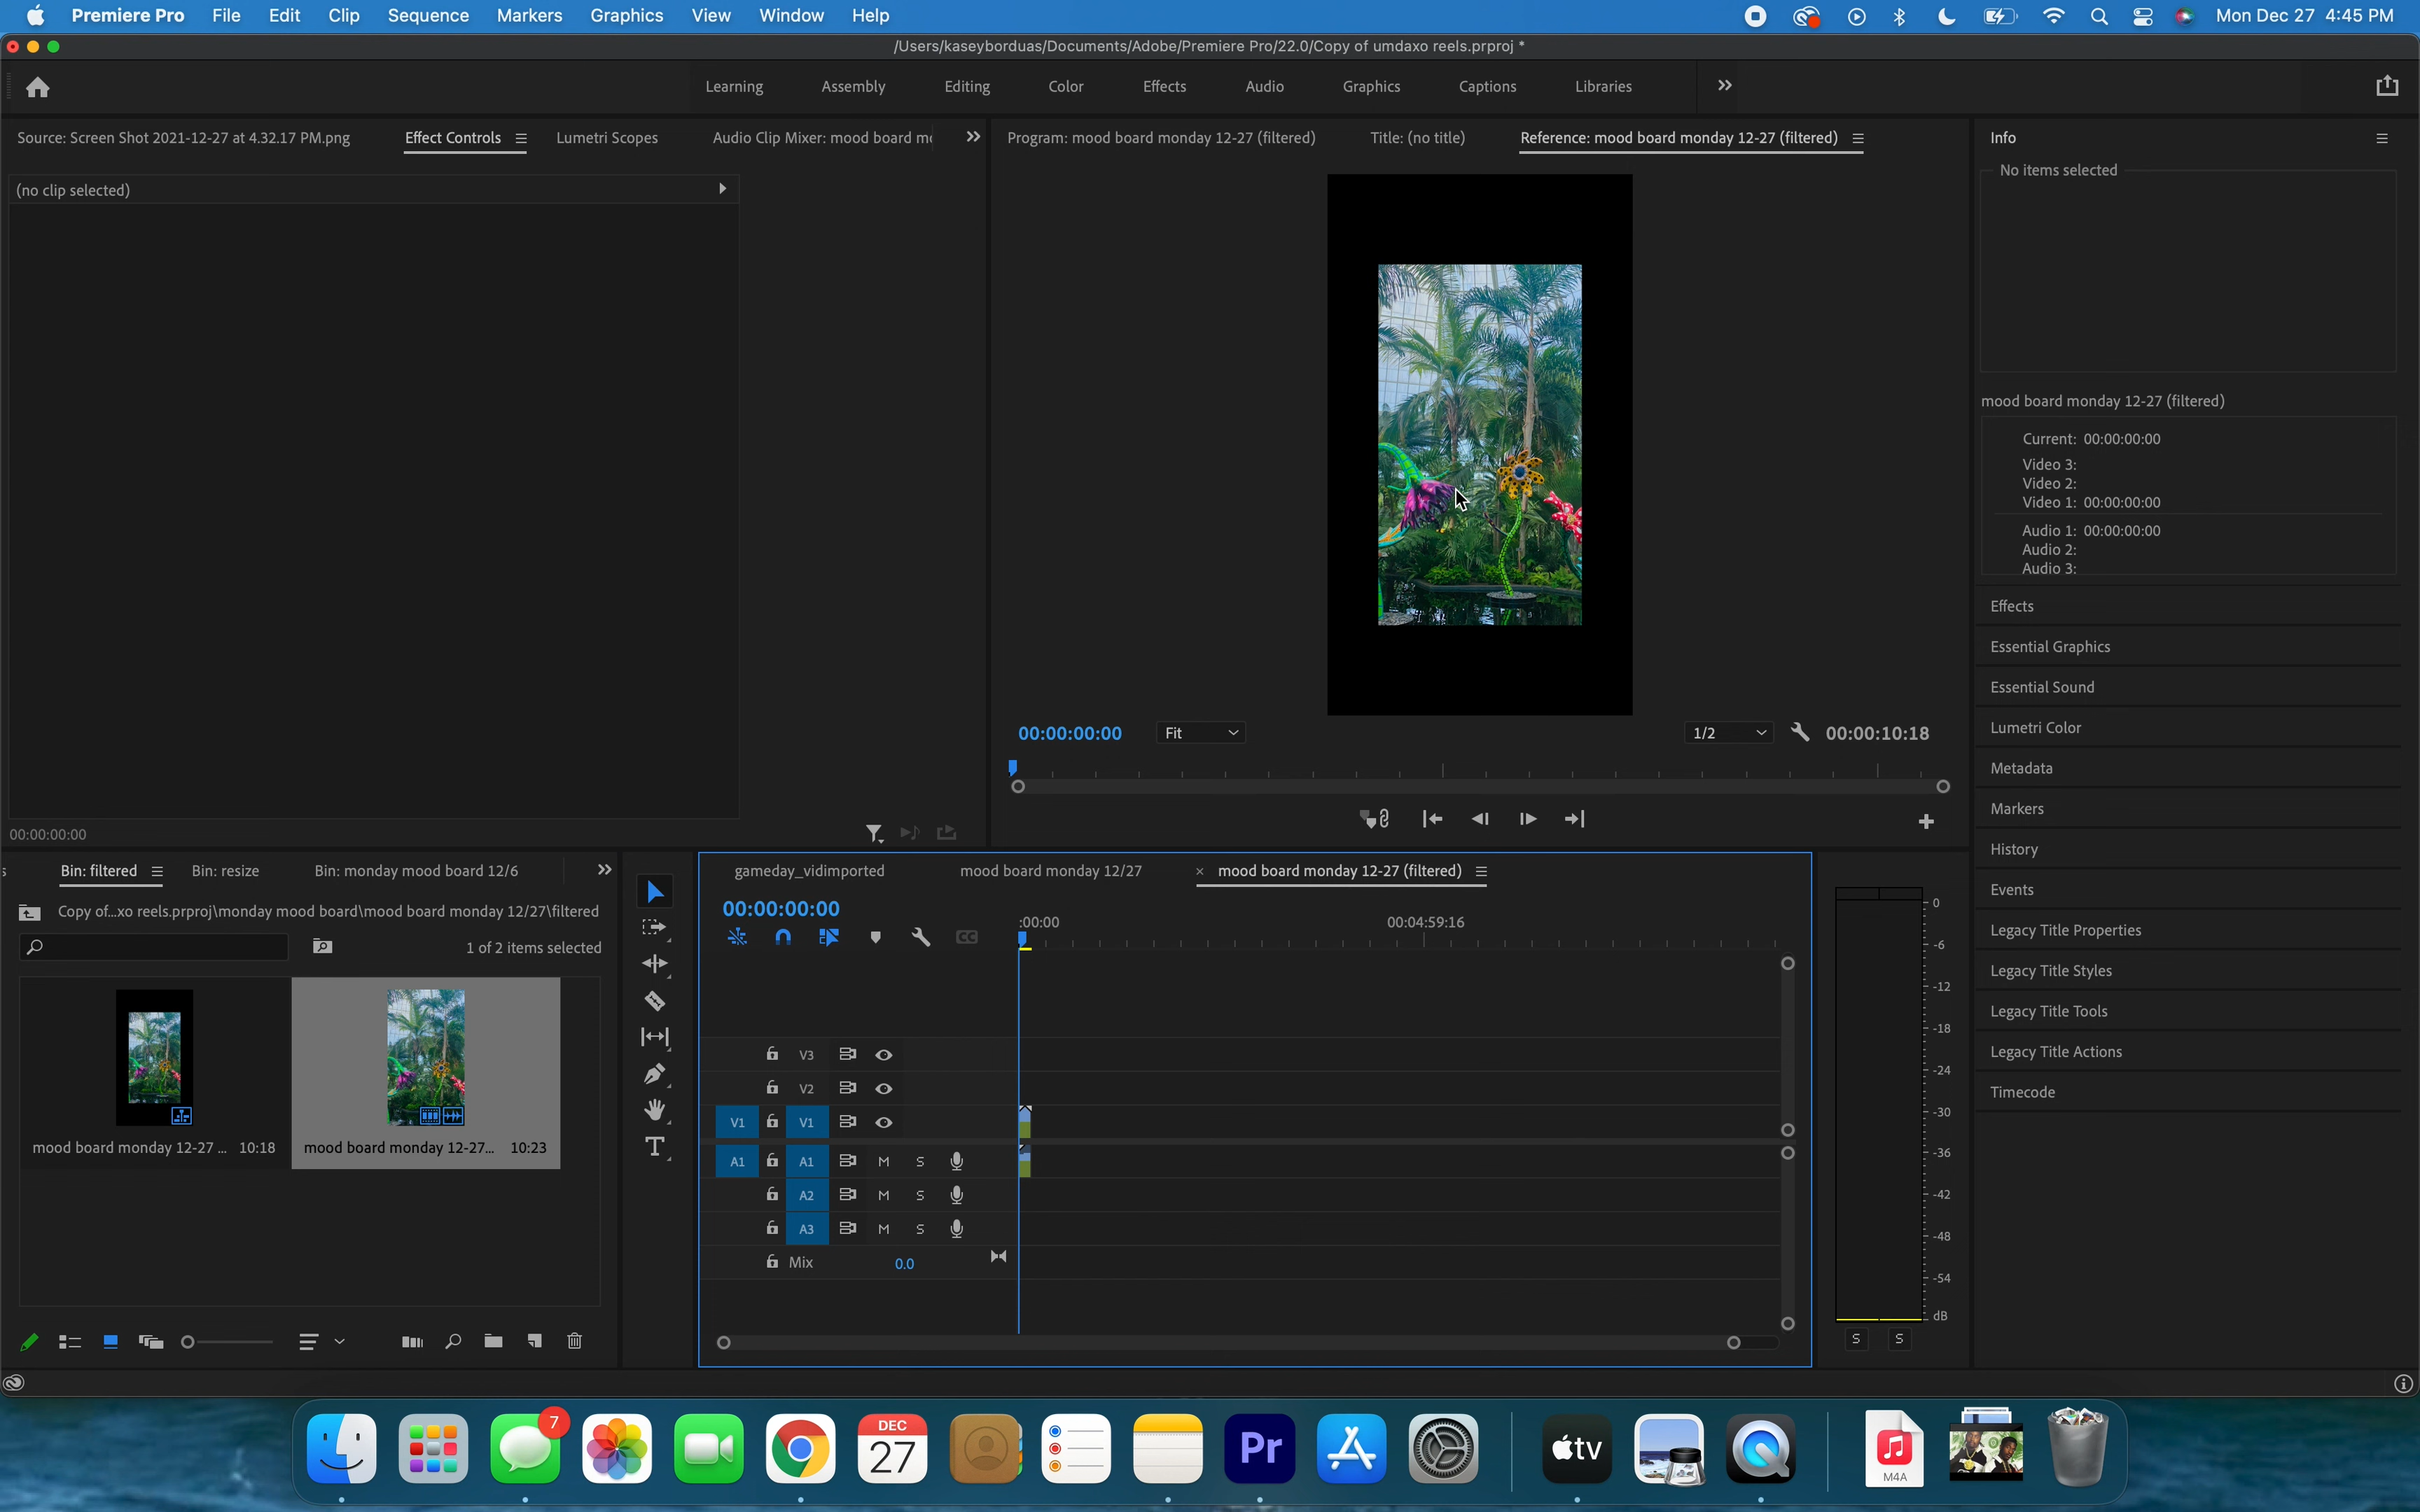 Premiere Pro File Edit Clip Sequence Markers Graphics View Window Help Mon Dec 27 4:45 PM
/Users/kaseyborduas/Documents/Adobe/Premiere Pro/22.0/Copy of umdaxo reels.prproj *
Learning Assembly Editing Color Effects Audio Graphics Captions Libraries
Source: Screen Shot 2021-12-27 at 4.32.17 PM.png Effect Controls Lumetri Scopes Audio Clip Mixer: mood board mo
(no clip selected)
00:00:00:00
Program: mood board monday 12-27 (filtered) Title: (no title) Reference: mood board monday 12-27 (filtered)
00:00:00:00 Fit 1/2 00:00:10:18
Info
No items selected
mood board monday 12-27 (filtered)
Current: 00:00:00:00
Video 3:
Video 2:
Video 1: 00:00:00:00
Audio 1: 00:00:00:00
Audio 2:
Audio 3:
Effects
Essential Graphics
Essential Sound
Lumetri Color
Metadata
Markers
History
Events
Legacy Title Properties
Legacy Title Styles
Legacy Title Tools
Legacy Title Actions
Timecode
s Bin: filtered Bin: resize Bin: monday mood board 12/6
Copy of...xo reels.prproj\monday mood board\mood board monday 12/27\filtered
1 of 2 items selected
mood board monday 12-27 ... 10:18 mood board monday 12-27... 10:23
T
gameday_vidimported mood board monday 12/27 × mood board monday 12-27 (filtered)
00:00:00:00
:00:00 00:04:59:16
CC
V3
V2
V1 V1
A1 A1 M S
A2 M S
A3 M S
Mix 0.0
0
-6
-12
-18
-24
-30
-36
-42
-48
-54
dB
S S
7
DEC
27
Pr
tv
M4A